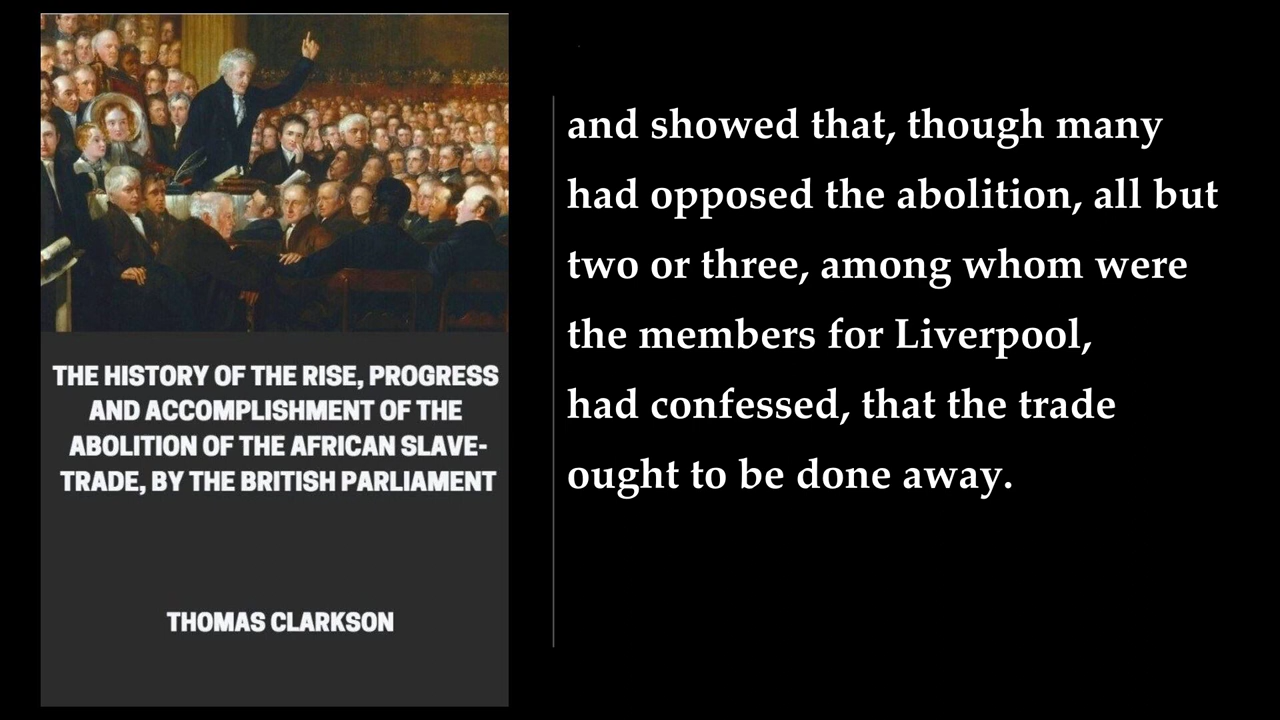 THE HISTORY OF THE RISE, PROGRESS
AND ACCOMPLISHMENT OF THE
ABOLITION OF THE AFRICAN SLAVE-
TRADE, BY THE BRITISH PARLIAMENT
THOMAS CLARKSON
and showed that, though many
had opposed the abolition, all but
two or three, among whom were
the members for Liverpool,
had confessed, that the trade
ought to be done away.